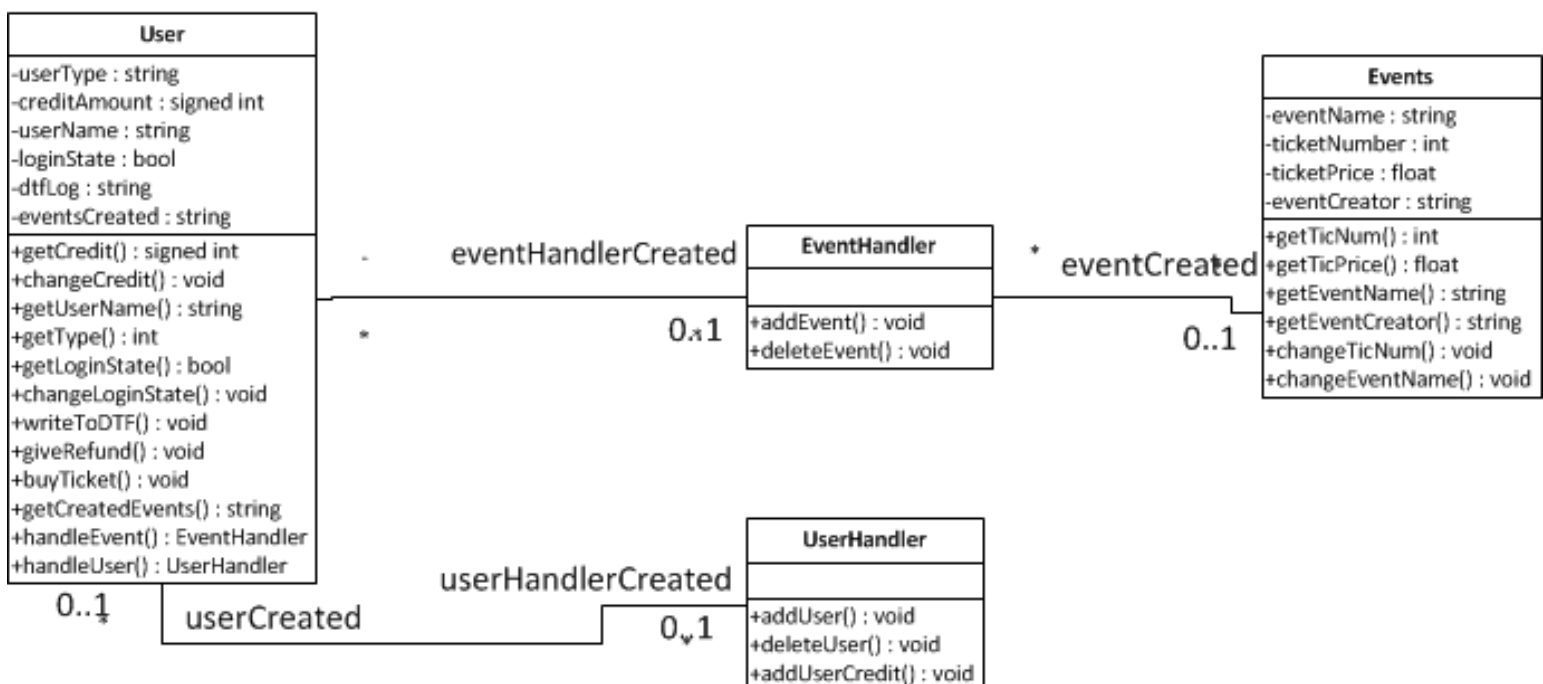 User
-userType : string
-creditAmount : signed int
-userName : string
-loginState : bool
-dtfLog : string
-eventsCreated : string
+getCredit() : signed int
+changeCredit() : void
+getUserName() : string
+getType() : int
+getLoginState() : bool
+changeLoginState() : void
+writeToDTF() : void
+giveRefund() : void
+buyTicket() : void
+getCreatedEvents() : string
+handleEvent() : EventHandler
+handleUser() : UserHandler
-
*
eventHandlerCreated
0..1
EventHandler
+addEvent() : void
+deleteEvent() : void
*
eventCreated
0..1
Events
-eventName : string
-ticketNumber : int
-ticketPrice : float
-eventCreator : string
+getTicNum() : int
+getTicPrice() : float
+getEventName() : string
+getEventCreator() : string
+changeTicNum() : void
+changeEventName() : void
0..1
*
userCreated
userHandlerCreated
0..1
UserHandler
+addUser() : void
+deleteUser() : void
+addUserCredit() : void